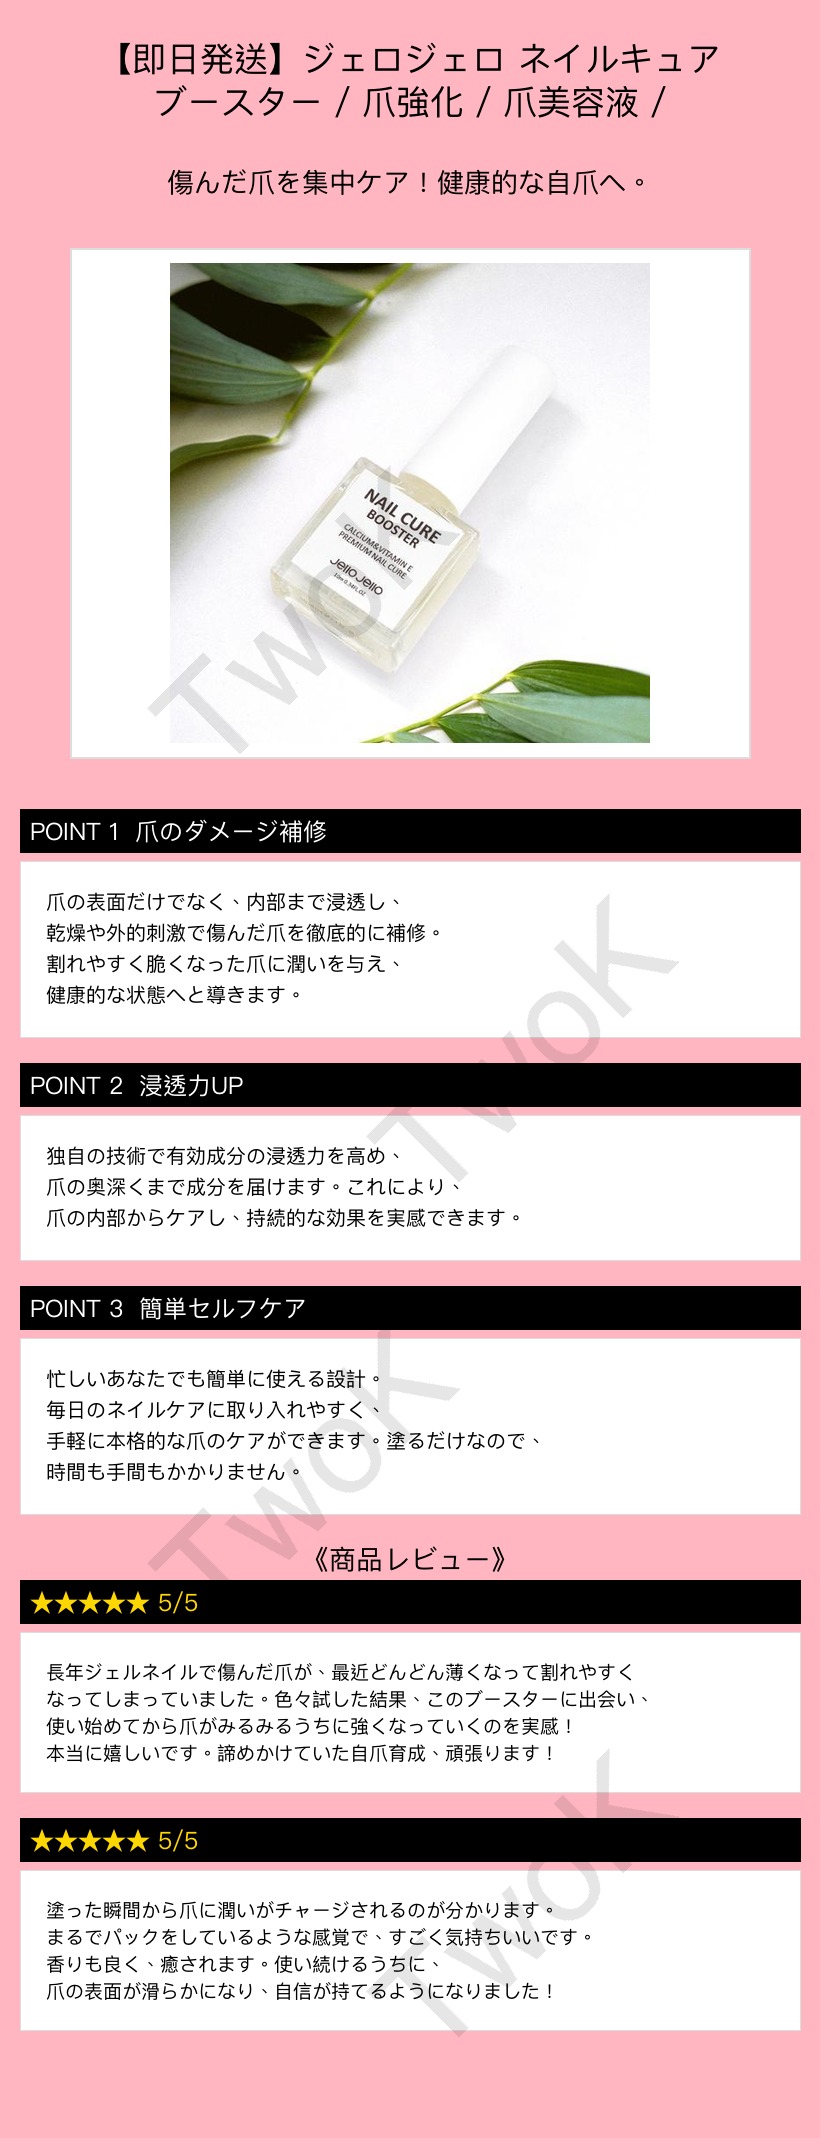 【即日発送】ジェロジェロ ネイルキュア
ブースター / 爪強化 / 爪美容液 /
傷んだ爪を集中ケア！健康的な自爪へ。
NAIL CURE
BOOSTER
CALCIUM&VITAMIN E
PREMIUM NAIL CURE
JelloJello
10ml 0.34FL.OZ
TwoK
POINT 1 爪のダメージ補修
爪の表面だけでなく、内部まで浸透し、
乾燥や外的刺激で傷んだ爪を徹底的に補修。
割れやすく脆くなった爪に潤いを与え、
健康的な状態へと導きます。
TwoK
POINT 2 浸透力UP
独自の技術で有効成分の浸透力を高め、
爪の奥深くまで成分を届けます。これにより、
爪の内部からケアし、持続的な効果を実感できます。
POINT 3 簡単セルフケア
忙しいあなたでも簡単に使える設計。
毎日のネイルケアに取り入れやすく、
手軽に本格的な爪のケアができます。塗るだけなので、
時間も手間もかかりません。
TwoK
《商品レビュー》
★★★★★ 5/5
長年ジェルネイルで傷んだ爪が、最近どんどん薄くなって割れやすく
なってしまっていました。色々試した結果、このブースターに出会い、
使い始めてから爪がみるみるうちに強くなっていくのを実感！
本当に嬉しいです。諦めかけていた自爪育成、頑張ります！
★★★★★ 5/5
塗った瞬間から爪に潤いがチャージされるのが分かります。
まるでパックをしているような感覚で、すごく気持ちいいです。
香りも良く、癒されます。使い続けるうちに、
爪の表面が滑らかになり、自信が持てるようになりました！
TwoK